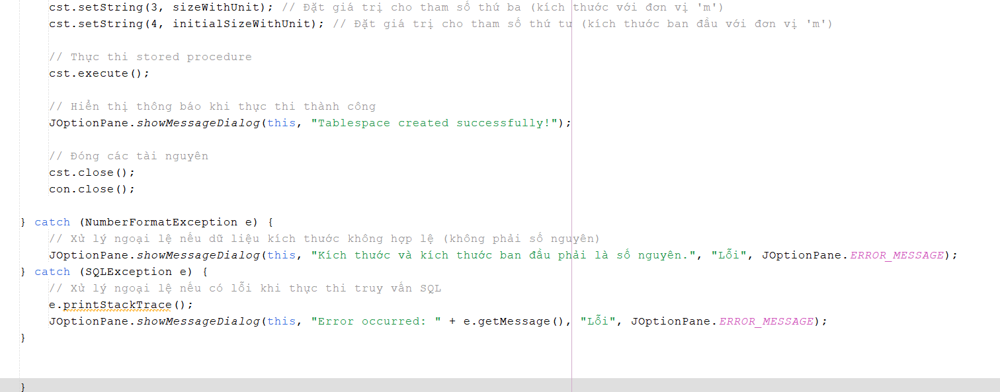 cst.setString(3, sizeWithUnit); // Đặt giá trị cho tham số thứ ba (kích thước với đơn vị 'm')
cst.setString(4, initialSizeWithUnit); // Đặt giá trị cho tham số thứ tư (kích thước ban đầu với đơn vị 'm')
// Thực thi stored procedure
cst.execute();
// Hiển thị thông báo khi thực thi thành công
JOptionPane.showMessageDialog(this, "Tablespace created successfully!");
// Đóng các tài nguyên
cst.close();
con.close();
} catch (NumberFormatException e) {
// Xử lý ngoại lệ nếu dữ liệu kích thước không hợp lệ (không phải số nguyên)
JOptionPane.showMessageDialog(this, "Kích thước và kích thước ban đầu phải là số nguyên.", "Lỗi", JOptionPane.ERROR_MESSAGE);
} catch (SQLException e) {
// Xử lý ngoại lệ nếu có lỗi khi thực thi truy vấn SQL
e.printStackTrace();
JOptionPane.showMessageDialog(this, "Error occurred: " + e.getMessage(), "Lỗi", JOptionPane.ERROR_MESSAGE);
}
}